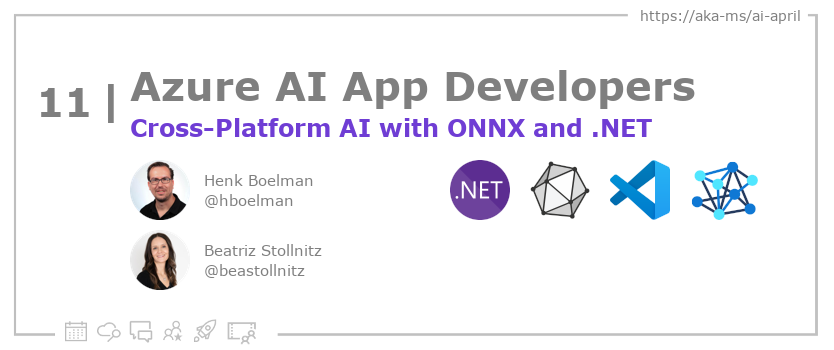 https://aka-ms/ai-april
11 | Azure AI App Developers
Cross-Platform AI with ONNX and .NET
Henk Boelman
@hboelman
.NET
Beatriz Stollnitz
@beastollnitz